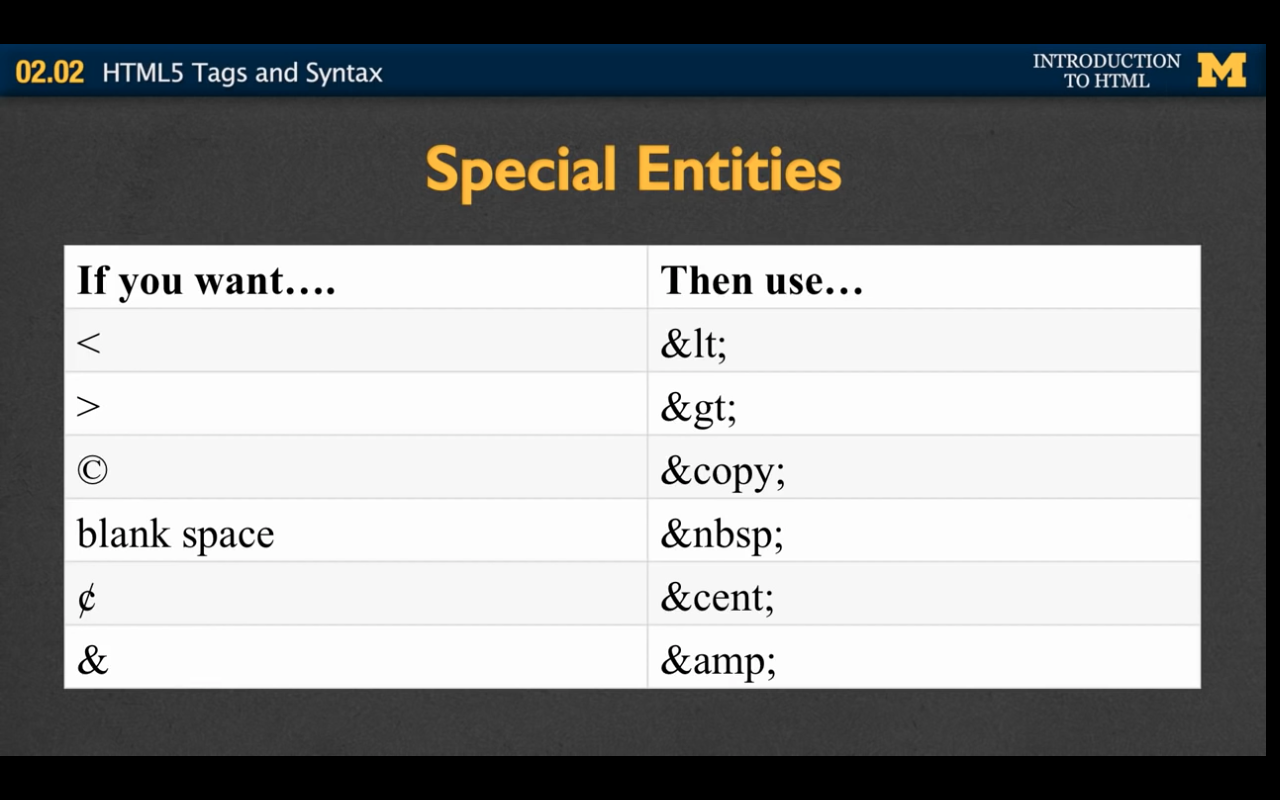 02.02 HTML5 Tags and Syntax
INTRODUCTION
TO HTML
M
Special Entities
If you want.... Then use...
< &lt;
> &gt;
© &copy;
blank space &nbsp;
¢ &cent;
& &amp;